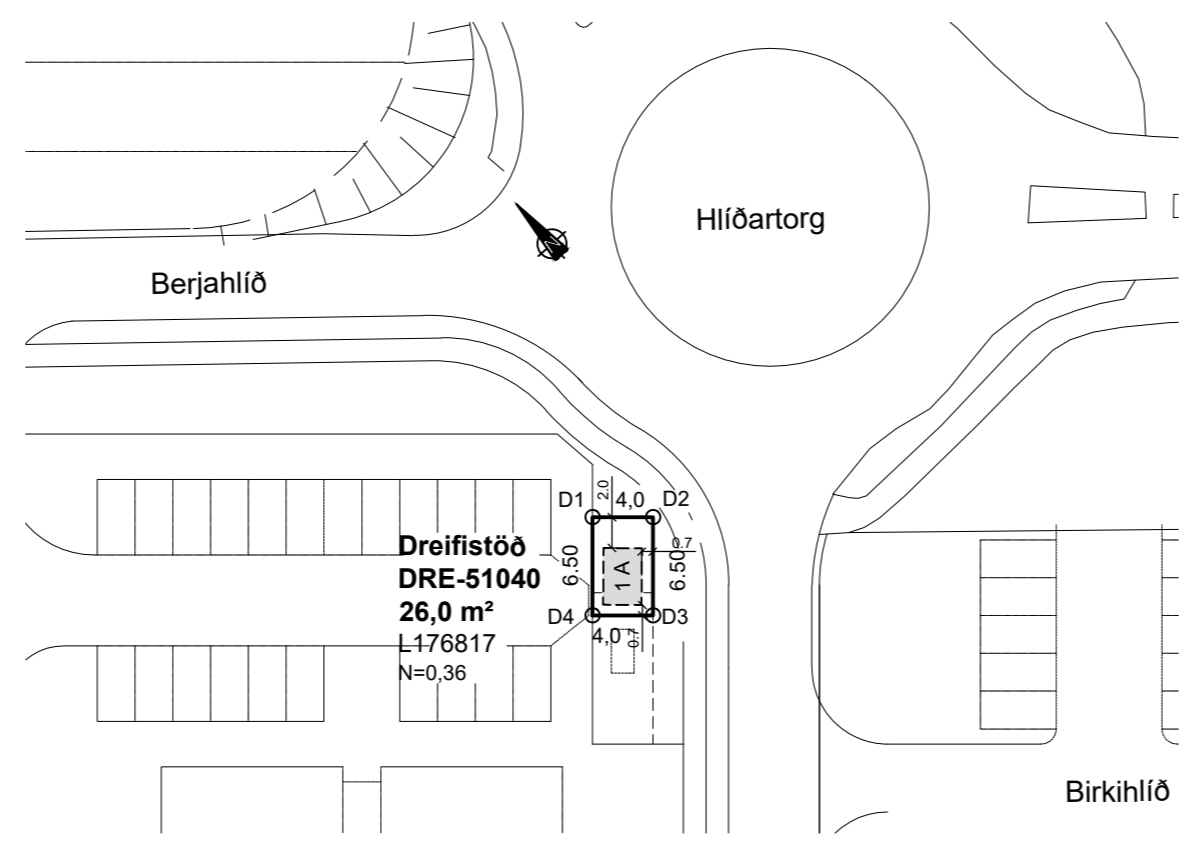 Hlíðartorg
Berjahlíð
D1
2.0
4,0
D2
0.7
Dreifistöð
DRE-51040
26,0 m²
L176817
N=0,36
6.50
1 A
6.50
D4
4,0
0.7
D3
Birkihlíð
N